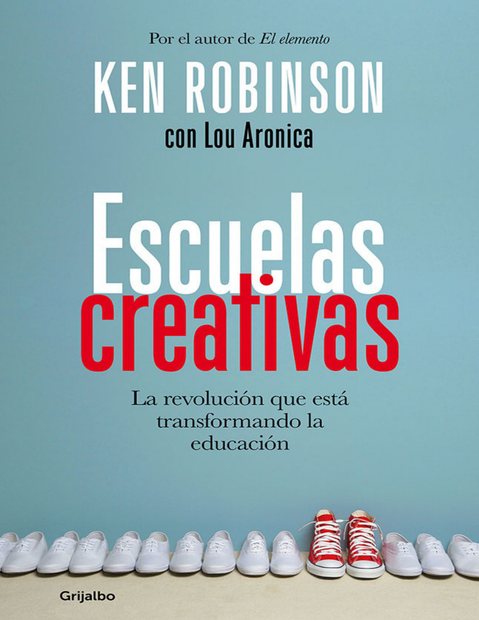 Por el autor de El elemento
KEN ROBINSON
con Lou Aronica
Escuelas
creativas
La revolución que está
transformando la
educación
Grijalbo